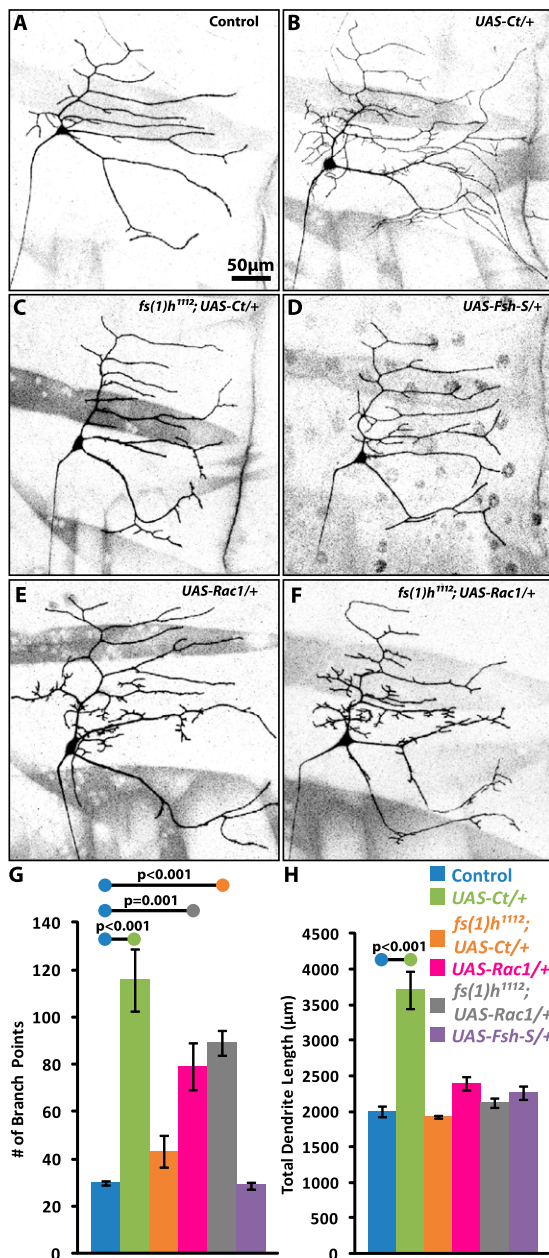 A Control
B UAS-Ct/+
50µm
C fs(1)h¹¹¹²; UAS-Ct/+
D UAS-Fsh-S/+
E UAS-Rac1/+
F fs(1)h¹¹¹²; UAS-Rac1/+
G
p<0.001
p=0.001
p<0.001
# of Branch Points
140
120
100
80
60
40
20
0
H
Control
UAS-Ct/+
fs(1)h¹¹¹²;
UAS-Ct/+
UAS-Rac1/+
fs(1)h¹¹¹²;
UAS-Rac1/+
UAS-Fsh-S/+
p<0.001
Total Dendrite Length (µm)
4500
4000
3500
3000
2500
2000
1500
1000
500
0